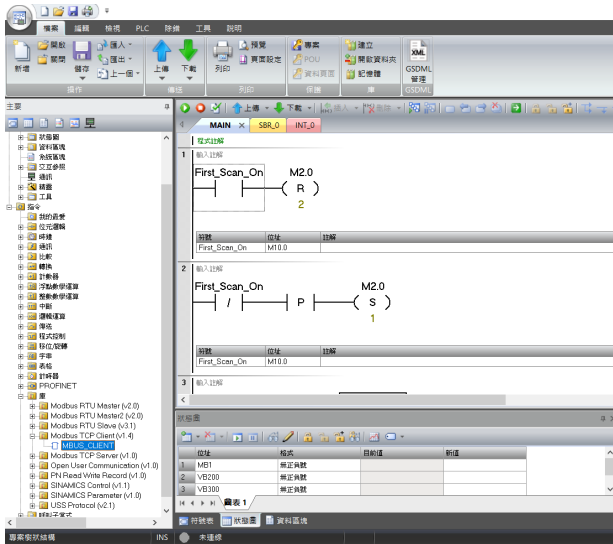 檔案 編輯 檢視 PLC 除錯 工具 說明
新增
開啟
關閉
儲存
匯入
匯出
上一個
操作
上傳
下載
傳送
列印
預覽
頁面設定
列印
專案
POU
資料頁面
保護
建立
開啟資料夾
記憶體
庫
XML
GSDML
管理
GSDML
主要
狀態圖
資料區塊
系統區塊
交互參照
通訊
精靈
工具
指令
我的最愛
位元邏輯
時鐘
通訊
比較
轉換
計數器
浮點數學運算
整數數學運算
中斷
邏輯運算
傳送
程式控制
移位/旋轉
字串
表格
計時器
PROFINET
庫
Modbus RTU Master (v2.0)
Modbus RTU Master2 (v2.0)
Modbus RTU Slave (v3.1)
Modbus TCP Client (v1.4)
MBUS_CLIENT
Modbus TCP Server (v1.0)
Open User Communication (v1.0)
PN Read Write Record (v1.0)
SINAMICS Control (v1.1)
SINAMICS Parameter (v1.0)
USS Protocol (v2.1)
呼叫子常式
專案樹狀結構 INS 未連線
上傳 下載 插入 刪除
MAIN × SBR_0 INT_0
程式註解
1 輸入註解
First_Scan_On M2.0
R
2
符號 位址 註解
First_Scan_On M10.0
2 輸入註解
First_Scan_On M2.0
/ P S
1
符號 位址 註解
First_Scan_On M10.0
3 輸入註解
狀態圖
位址 格式 目前值 新值
1 MB1 無正負號
2 VB200 無正負號
3 VB300 無正負號
圖表 1
符號表 狀態圖 資料區塊